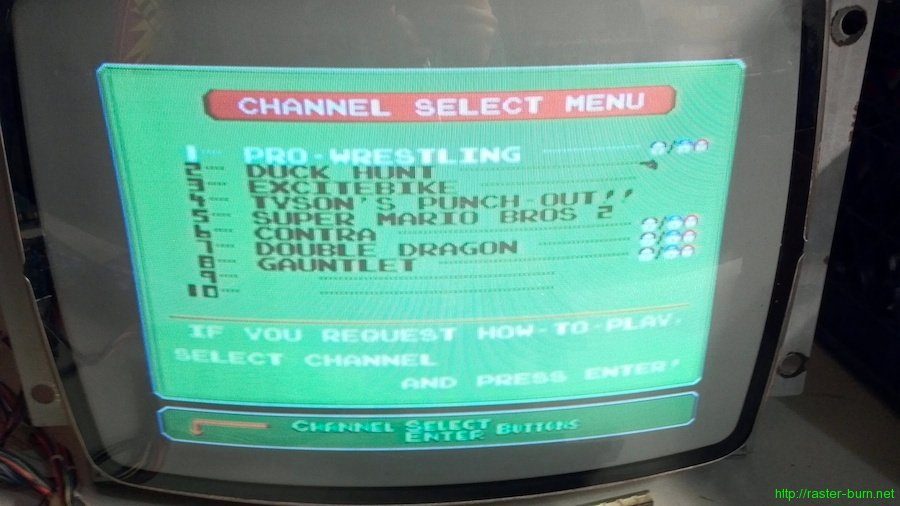 CHANNEL SELECT MENU
1 PRO·WRESTLING
2 DUCK HUNT
3 EXCITEBIKE
4 TYSON'S PUNCH-OUT!!
5 SUPER MARIO BROS 2
6 CONTRA
7 DOUBLE DRAGON
8 GAUNTLET
9
10
IF YOU REQUEST HOW·TO·PLAY.
SELECT CHANNEL
AND PRESS ENTER!
CHANNEL SELECT
ENTER BUTTONS
http://raster-burn.net